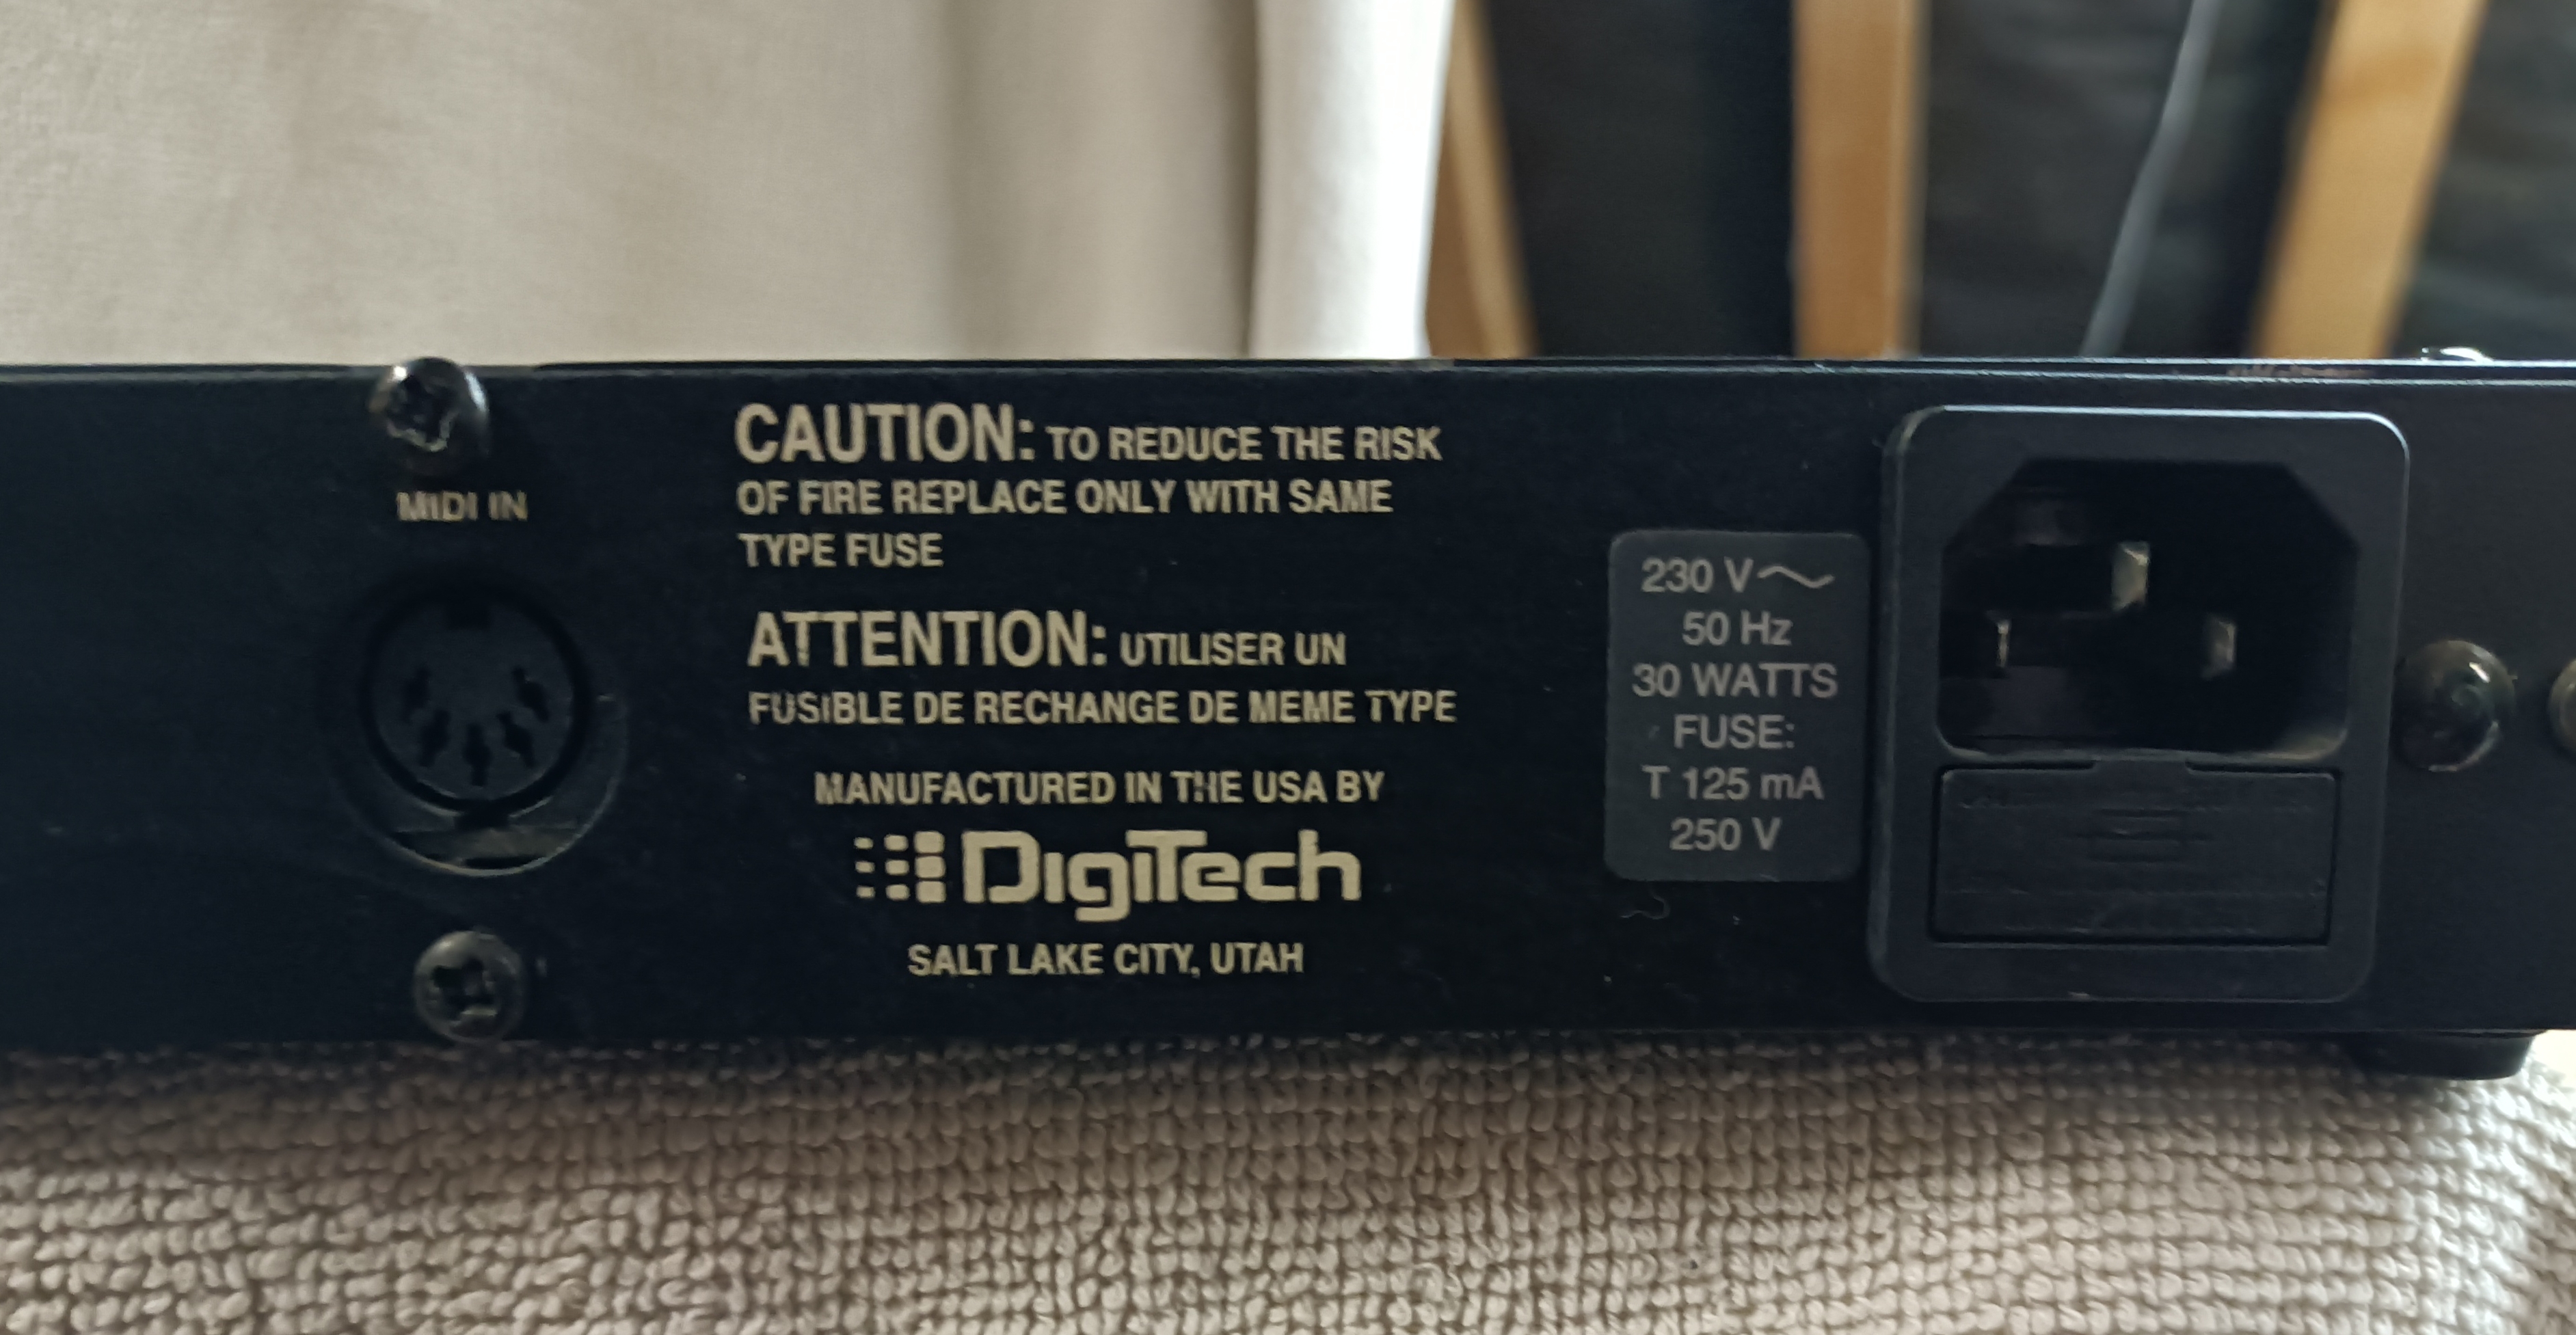 MIDI IN
CAUTION: TO REDUCE THE RISK
OF FIRE REPLACE ONLY WITH SAME
TYPE FUSE
ATTENTION: UTILISER UN
FUSIBLE DE RECHANGE DE MEME TYPE
MANUFACTURED IN THE USA BY
DigiTech
SALT LAKE CITY, UTAH
230 V~
50 Hz
30 WATTS
FUSE:
T 125 mA
250 V